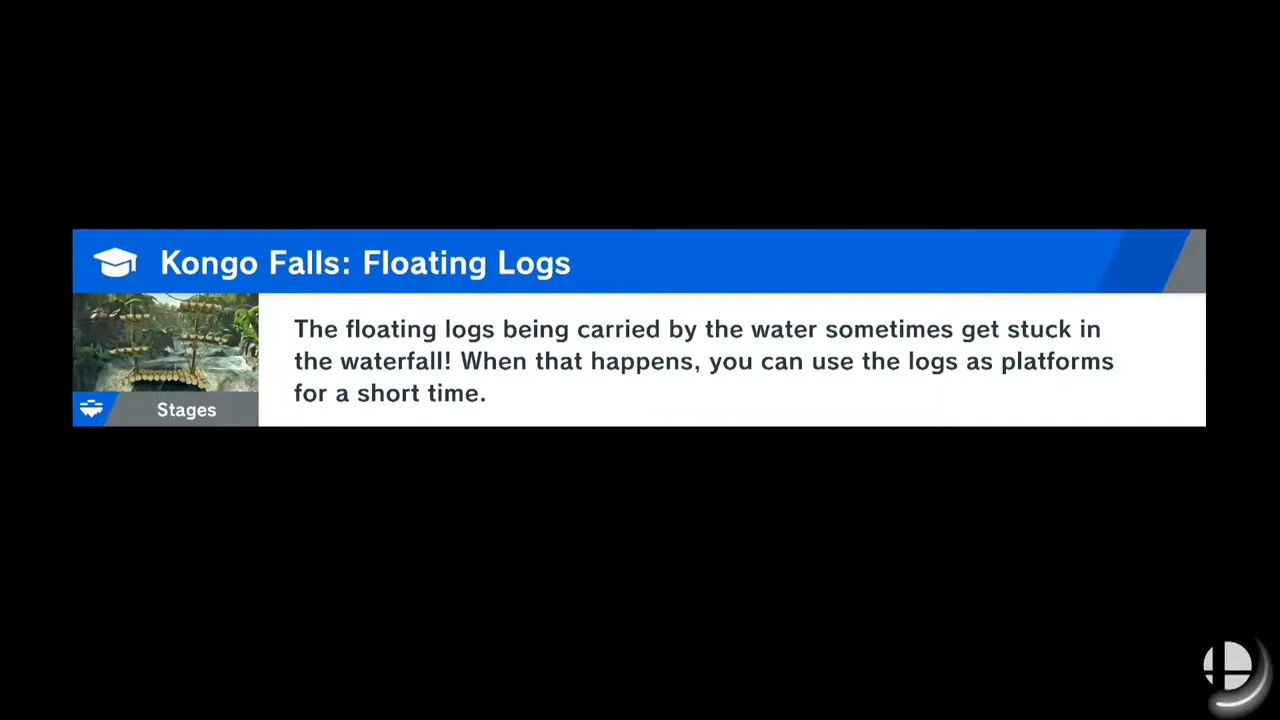 Kongo Falls: Floating Logs
The floating logs being carried by the water sometimes get stuck in
the waterfall! When that happens, you can use the logs as platforms
for a short time.
Stages